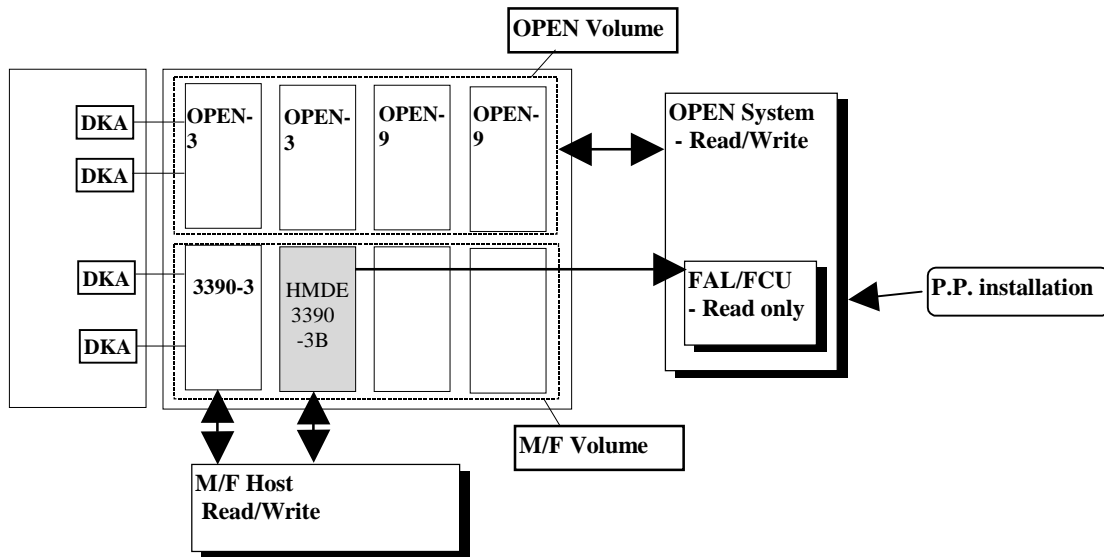 OPEN Volume
DKA
DKA
DKA
DKA
OPEN-
3
OPEN-
3
OPEN-
9
OPEN-
9
3390-3
HMDE
3390
-3B
OPEN System
- Read/Write
FAL/FCU
- Read only
P.P. installation
M/F Volume
M/F Host
Read/Write